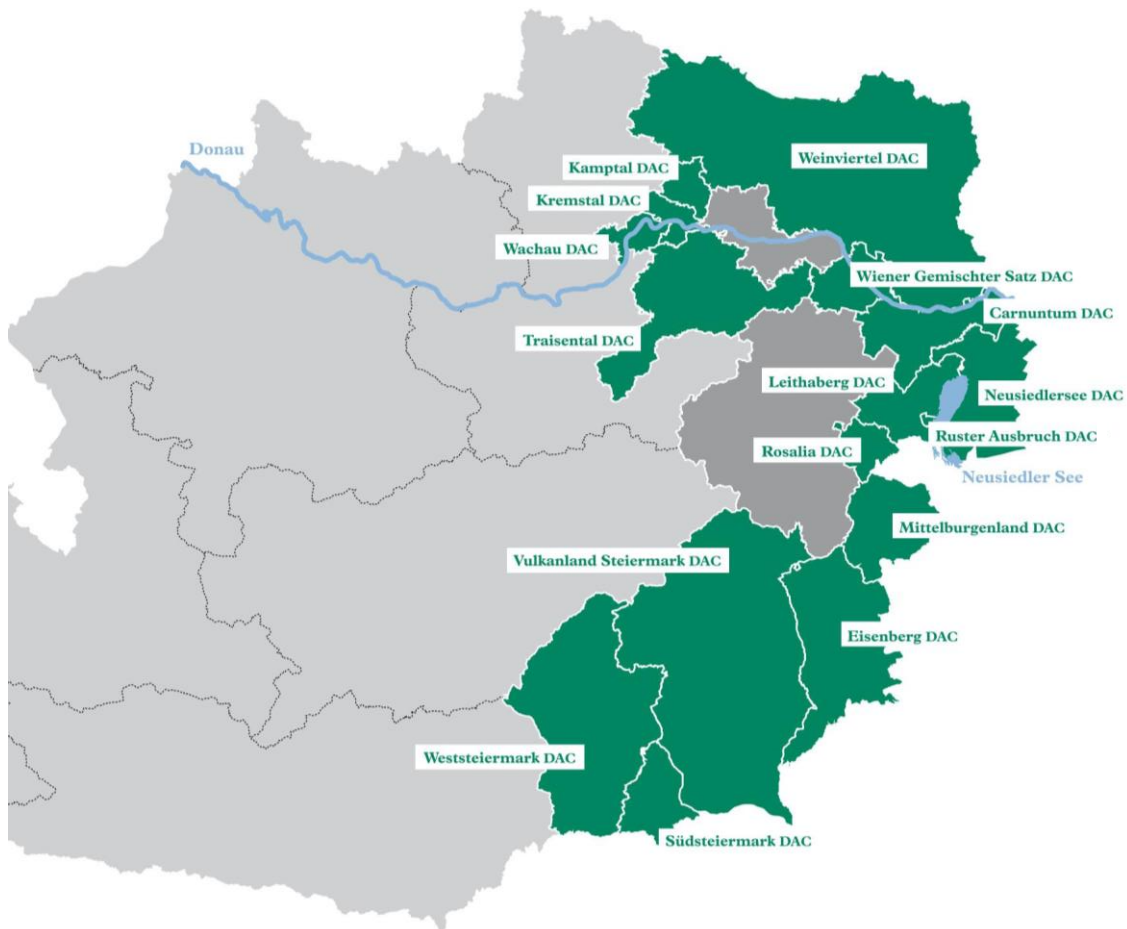 Donau
Weinviertel DAC
Kamptal DAC
Kremstal DAC
Wachau DAC
Wiener Gemischter Satz DAC
Carnuntum DAC
Traisental DAC
Leithaberg DAC
Neusiedlersee DAC
Ruster Ausbruch DAC
Rosalia DAC
Neusiedler See
Mittelburgenland DAC
Vulkanland Steiermark DAC
Eisenberg DAC
Weststeiermark DAC
Südsteiermark DAC